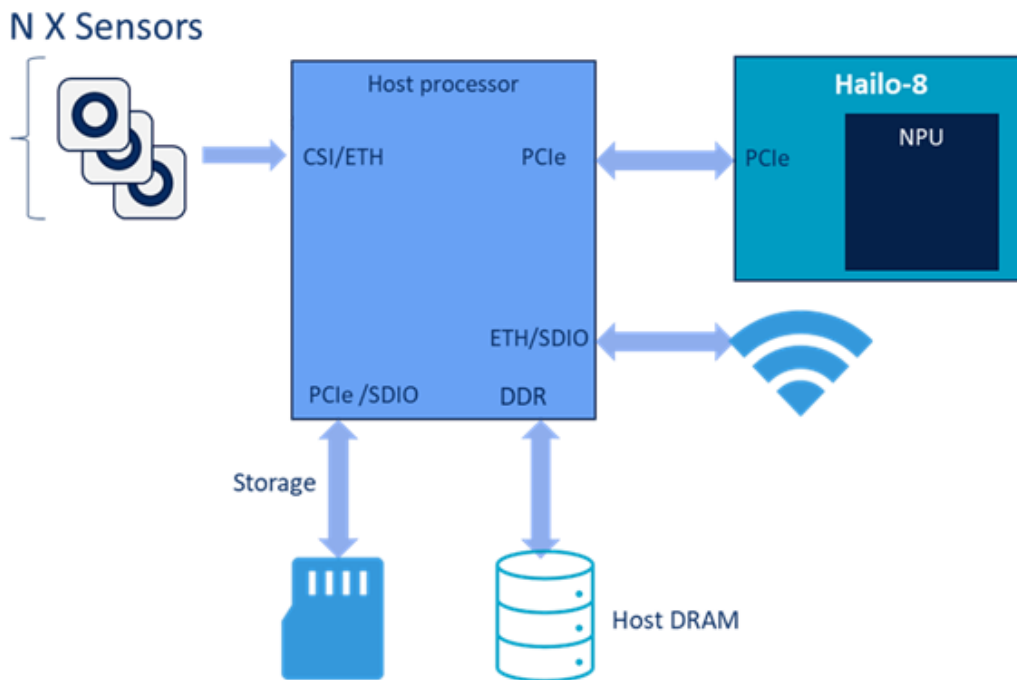 N X Sensors
Host processor
Hailo-8
NPU
CSI/ETH
PCIe
PCIe
ETH/SDIO
PCIe /SDIO
DDR
Storage
Host DRAM